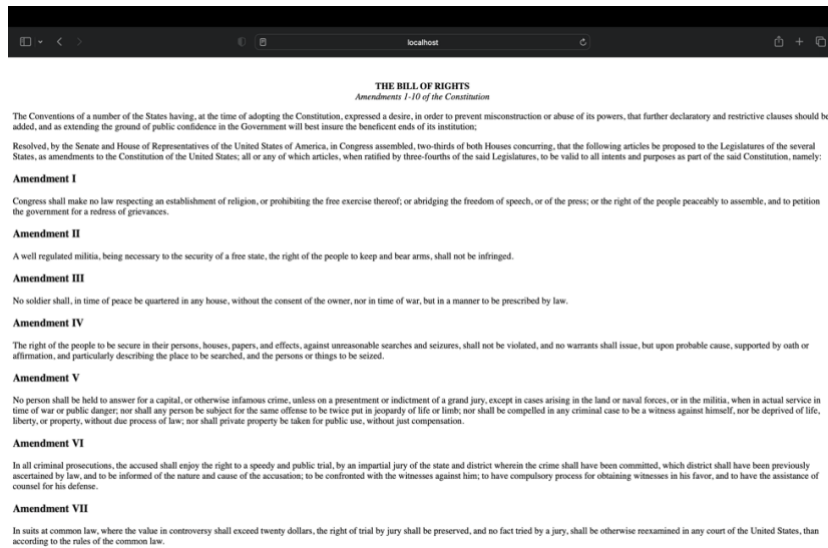 localhost
THE BILL OF RIGHTS
Amendments 1-10 of the Constitution
The Conventions of a number of the States having, at the time of adopting the Constitution, expressed a desire, in order to prevent misconstruction or abuse of its powers, that further declaratory and restrictive clauses should be
added, and as extending the ground of public confidence in the Government will best insure the beneficent ends of its institution;
Resolved, by the Senate and House of Representatives of the United States of America, in Congress assembled, two-thirds of both Houses concurring, that the following articles be proposed to the Legislatures of the several
States, as amendments to the Constitution of the United States; all or any of which articles, when ratified by three-fourths of the said Legislatures, to be valid to all intents and purposes as part of the said Constitution, namely:
Amendment I
Congress shall make no law respecting an establishment of religion, or prohibiting the free exercise thereof; or abridging the freedom of speech, or of the press; or the right of the people peaceably to assemble, and to petition
the government for a redress of grievances.
Amendment II
A well regulated militia, being necessary to the security of a free state, the right of the people to keep and bear arms, shall not be infringed.
Amendment III
No soldier shall, in time of peace be quartered in any house, without the consent of the owner, nor in time of war, but in a manner to be prescribed by law.
Amendment IV
The right of the people to be secure in their persons, houses, papers, and effects, against unreasonable searches and seizures, shall not be violated, and no warrants shall issue, but upon probable cause, supported by oath or
affirmation, and particularly describing the place to be searched, and the persons or things to be seized.
Amendment V
No person shall be held to answer for a capital, or otherwise infamous crime, unless on a presentment or indictment of a grand jury, except in cases arising in the land or naval forces, or in the militia, when in actual service in
time of war or public danger; nor shall any person be subject for the same offense to be twice put in jeopardy of life or limb; nor shall be compelled in any criminal case to be a witness against himself, nor be deprived of life,
liberty, or property, without due process of law; nor shall private property be taken for public use, without just compensation.
Amendment VI
In all criminal prosecutions, the accused shall enjoy the right to a speedy and public trial, by an impartial jury of the state and district wherein the crime shall have been committed, which district shall have been previously
ascertained by law, and to be informed of the nature and cause of the accusation; to be confronted with the witnesses against him; to have compulsory process for obtaining witnesses in his favor, and to have the assistance of
counsel for his defense.
Amendment VII
In suits at common law, where the value in controversy shall exceed twenty dollars, the right of trial by jury shall be preserved, and no fact tried by a jury, shall be otherwise reexamined in any court of the United States, than
according to the rules of the common law.